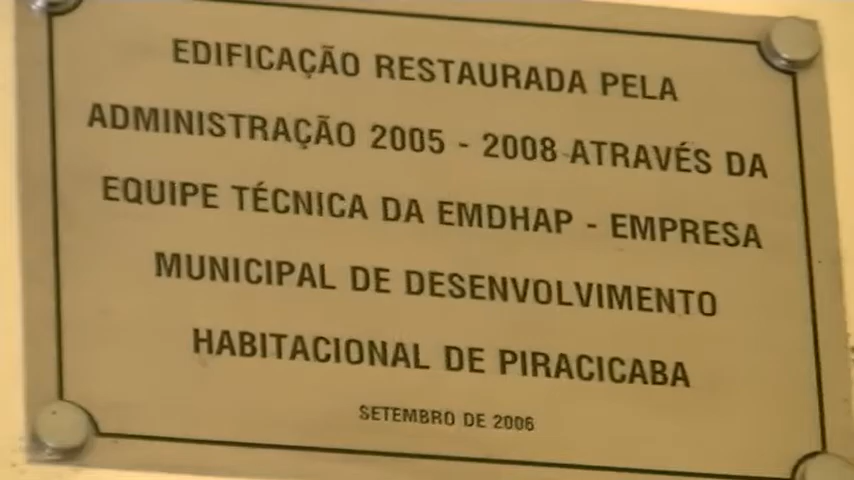 EDIFICAÇÃO RESTAURADA PELA
ADMINISTRAÇÃO 2005 - 2008 ATRAVÉS DA
EQUIPE TÉCNICA DA EMDHAP - EMPRESA
MUNICIPAL DE DESENVOLVIMENTO
HABITACIONAL DE PIRACICABA
SETEMBRO DE 2006